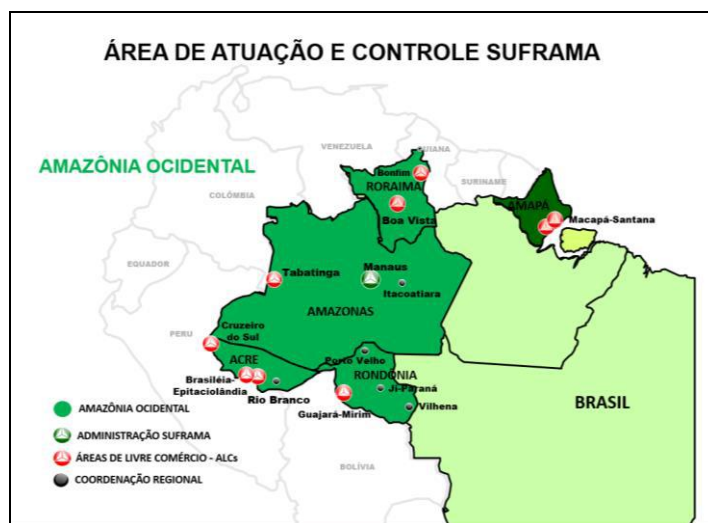 ÁREA DE ATUAÇÃO E CONTROLE SUFRAMA
AMAZÔNIA OCIDENTAL
VENEZUELA
GUIANA
SURINAME
COLÔMBIA
EQUADOR
PERU
BOLÍVIA
Bonfim
RORAIMA
Boa Vista
AMAPÁ
Macapá-Santana
Tabatinga
Manaus
Itacoatiara
AMAZONAS
Cruzeiro
do Sul
ACRE
Brasiléia-
Epitaciolândia
Rio Branco
Porto Velho
RONDÔNIA
Ji-Paraná
Guajará-Mirim
Vilhena
BRASIL
AMAZÔNIA OCIDENTAL
ADMINISTRAÇÃO SUFRAMA
ÁREAS DE LIVRE COMÉRCIO - ALCs
COORDENAÇÃO REGIONAL